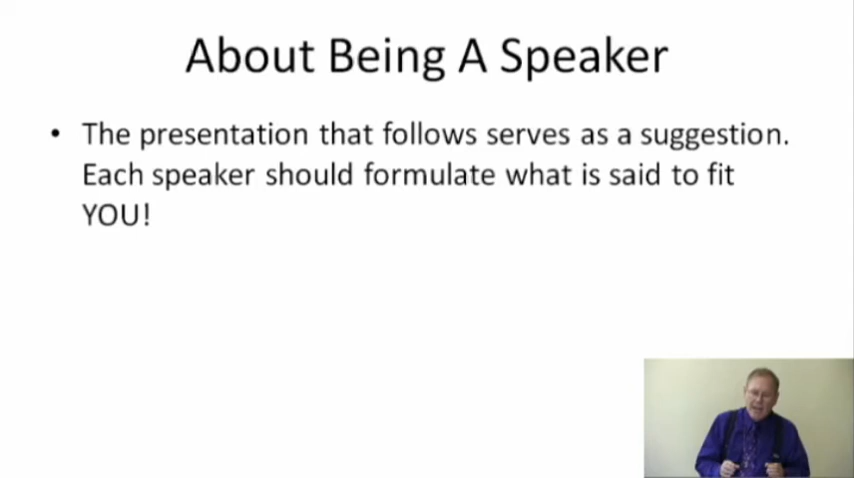 About Being A Speaker
• The presentation that follows serves as a suggestion.
Each speaker should formulate what is said to fit
YOU!